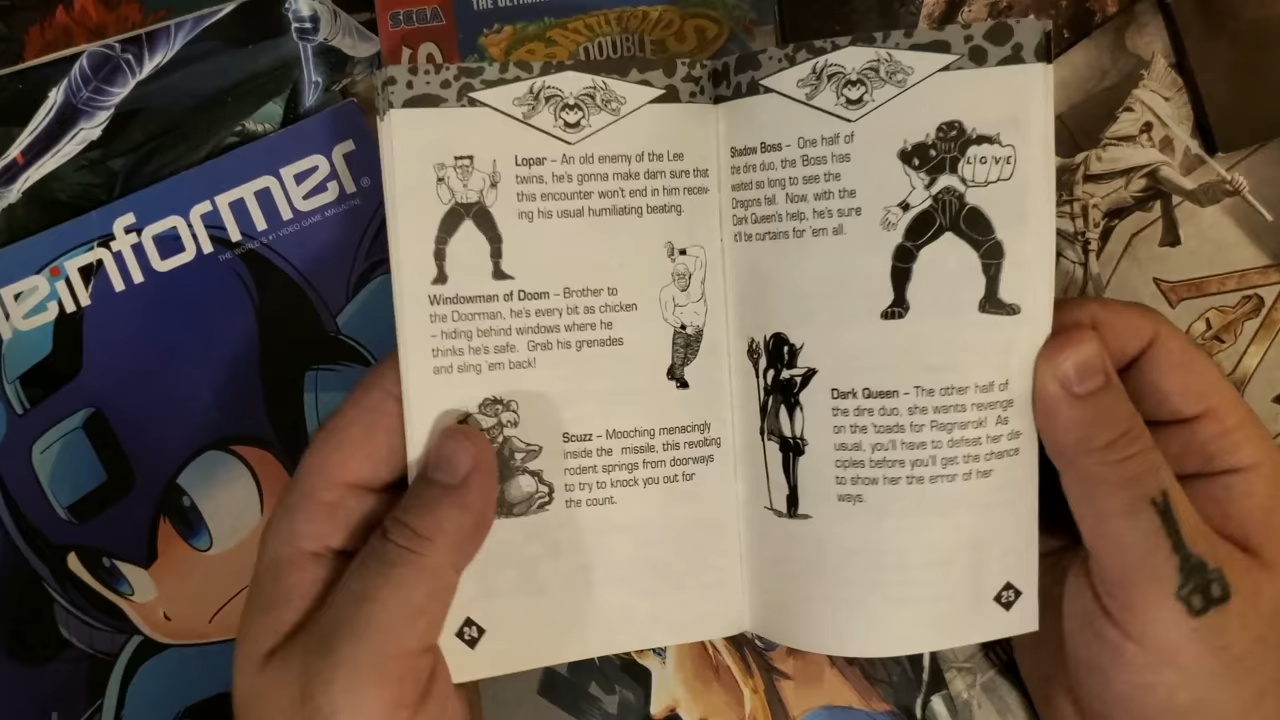 SEGA
THE ULTIM
BATTLETOADS
DOUBLE
einformer®
THE WORLD'S #1 VIDEO GAME MAGAZINE
Lopar – An old enemy of the Lee
twins, he's gonna make darn sure that
this encounter won't end in him receiv-
ing his usual humiliating beating.
Windowman of Doom – Brother to
the Doorman, he's every bit as chicken
– hiding behind windows where he
thinks he's safe. Grab his grenades
and sling 'em back!
Scuzz – Mooching menacingly
inside the missile, this revolting
rodent springs from doorways
to try to knock you out for
the count.
24
Shadow Boss – One half of
the dire duo, the 'Boss has
waited so long to see the
Dragons fall. Now, with the
Dark Queen's help, he's sure
it'll be curtains for 'em all.
LOVE
Dark Queen – The other half of
the dire duo, she wants revenge
on the 'toads for Ragnarok! As
usual, you'll have to defeat her dis-
ciples before you'll get the chance
to show her the error of her
ways.
25